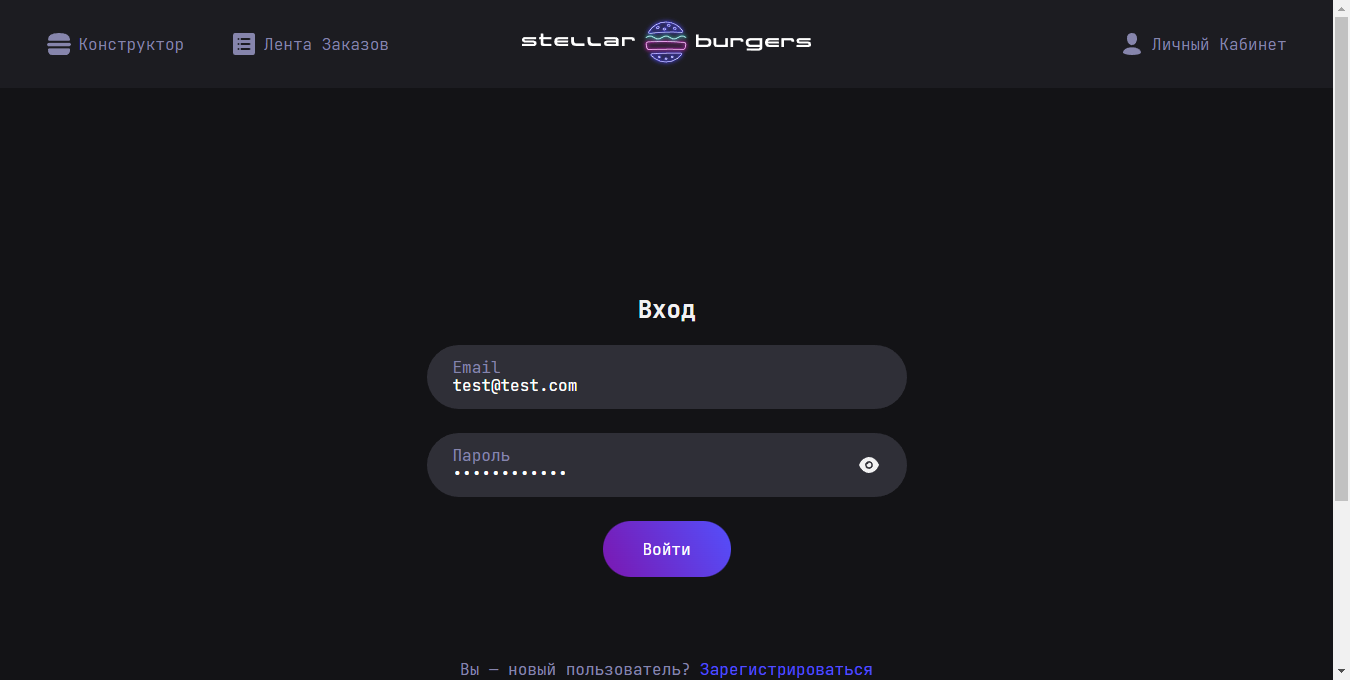 Конструктор
Лента Заказов
stellar burgers
Личный Кабинет
Вход
Email
test@test.com
Пароль
••••••••••••
Войти
Вы — новый пользователь? Зарегистрироваться